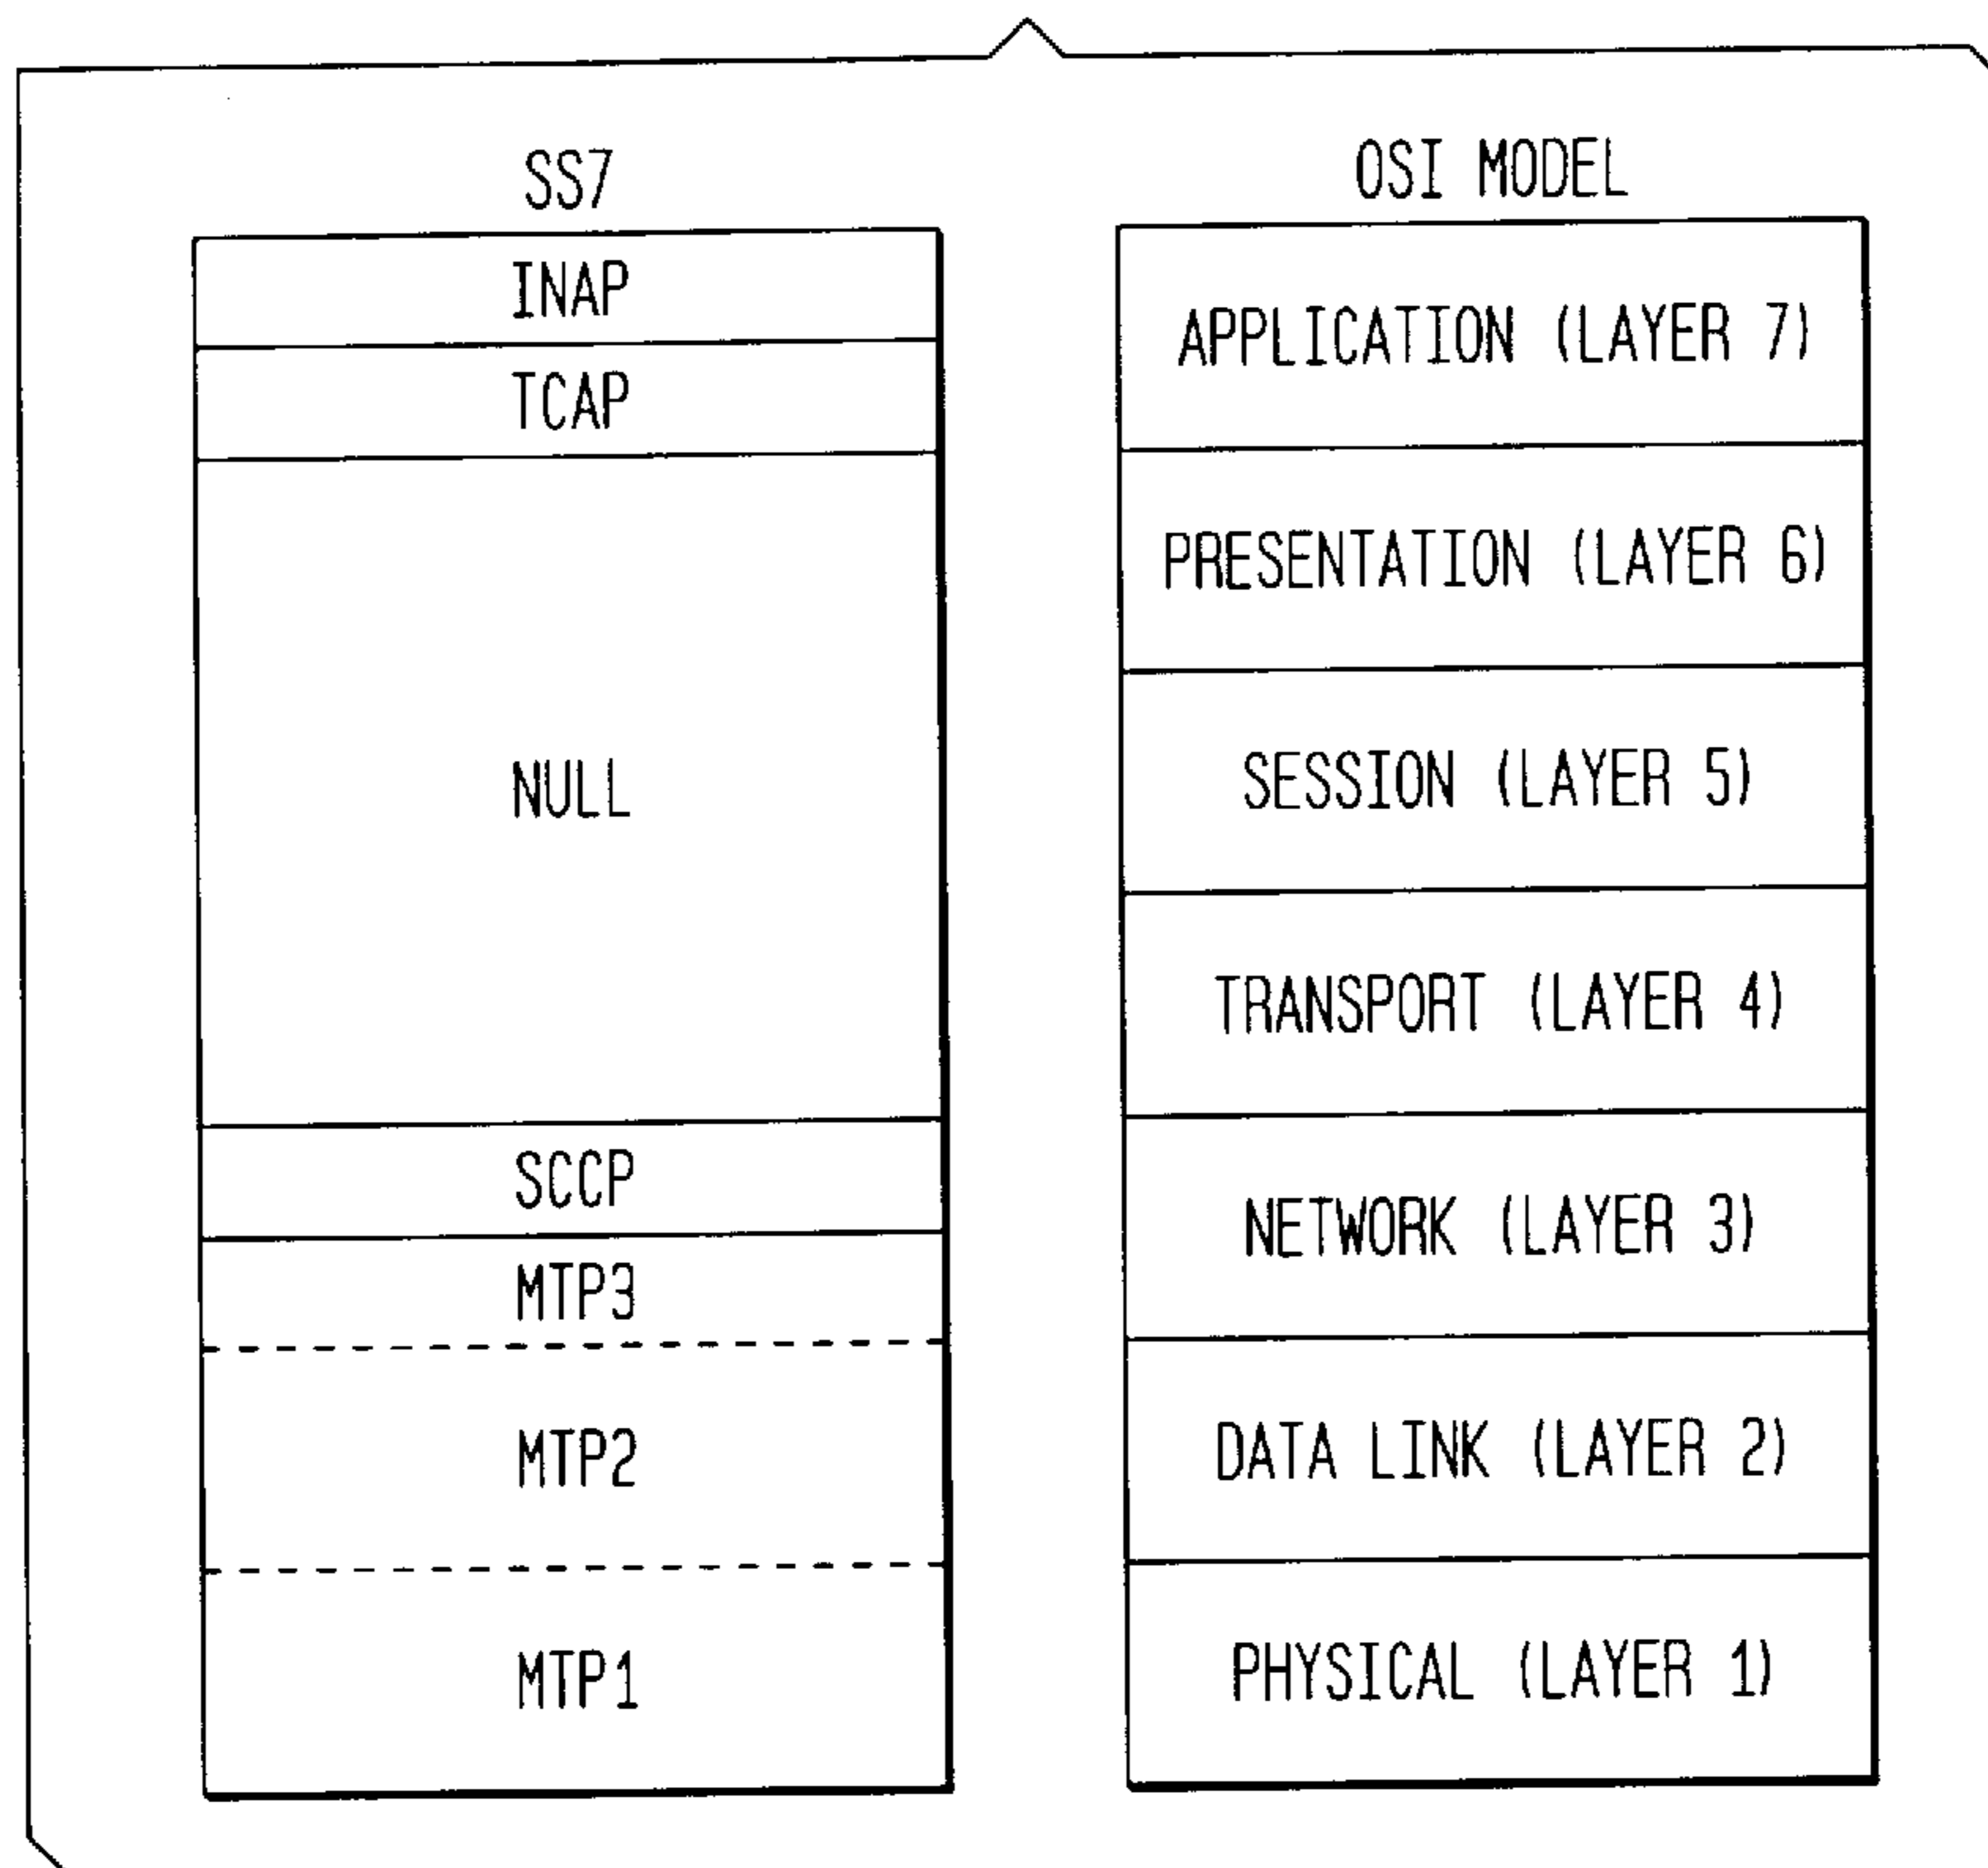 SS7
INAP
TCAP
NULL
SCCP
MTP3
MTP2
MTP1
OSI MODEL
APPLICATION (LAYER 7)
PRESENTATION (LAYER 6)
SESSION (LAYER 5)
TRANSPORT (LAYER 4)
NETWORK (LAYER 3)
DATA LINK (LAYER 2)
PHYSICAL (LAYER 1)